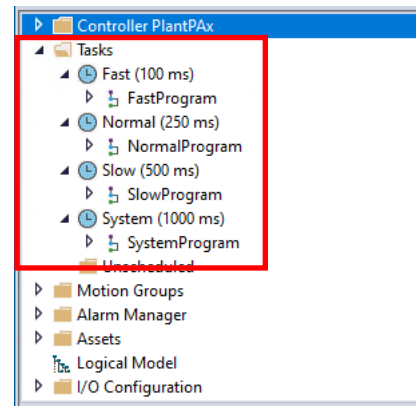 Controller PlantPAx
Tasks
Fast (100 ms)
FastProgram
Normal (250 ms)
NormalProgram
Slow (500 ms)
SlowProgram
System (1000 ms)
SystemProgram
Unscheduled
Motion Groups
Alarm Manager
Assets
Logical Model
I/O Configuration